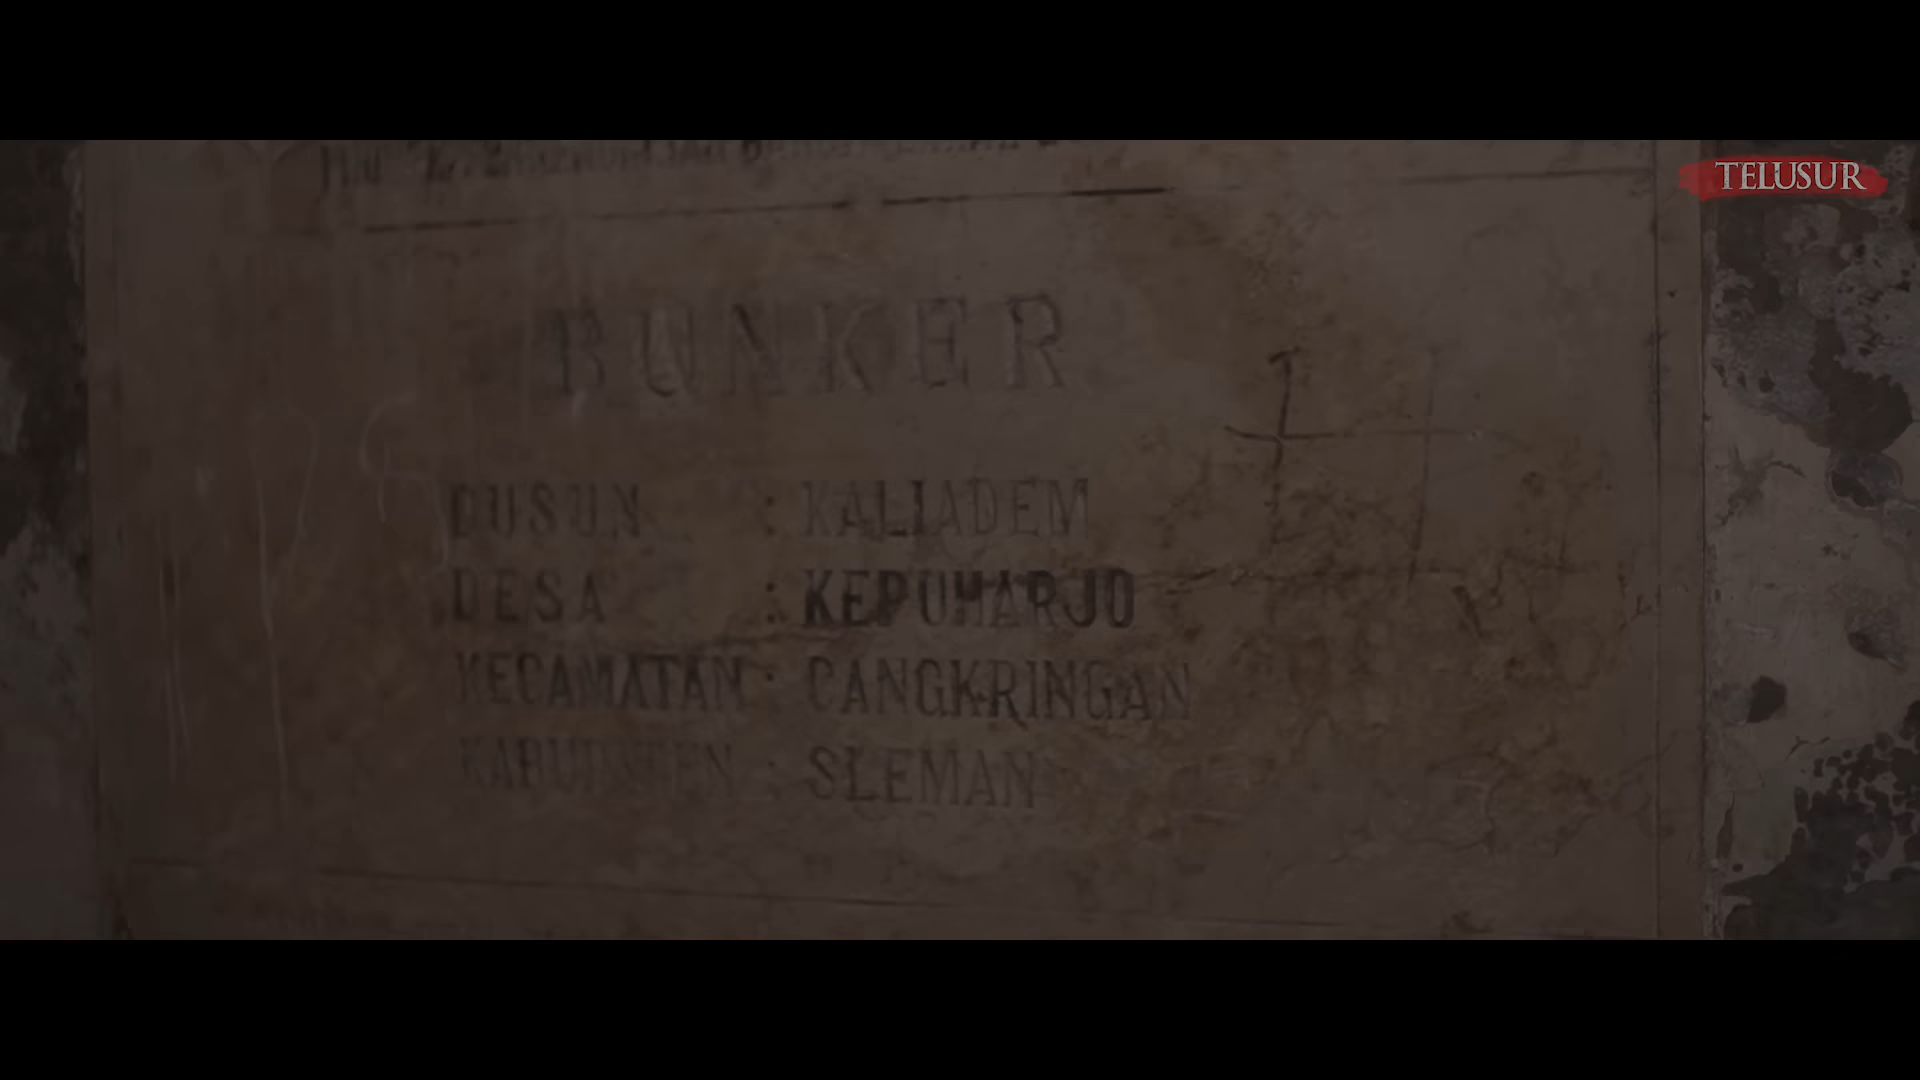 TELUSUR
BUNKER
DUSUN : KALIADEM
DESA : KEPUHARJO
KECAMATAN : CANGKRINGAN
KABUPATEN : SLEMAN